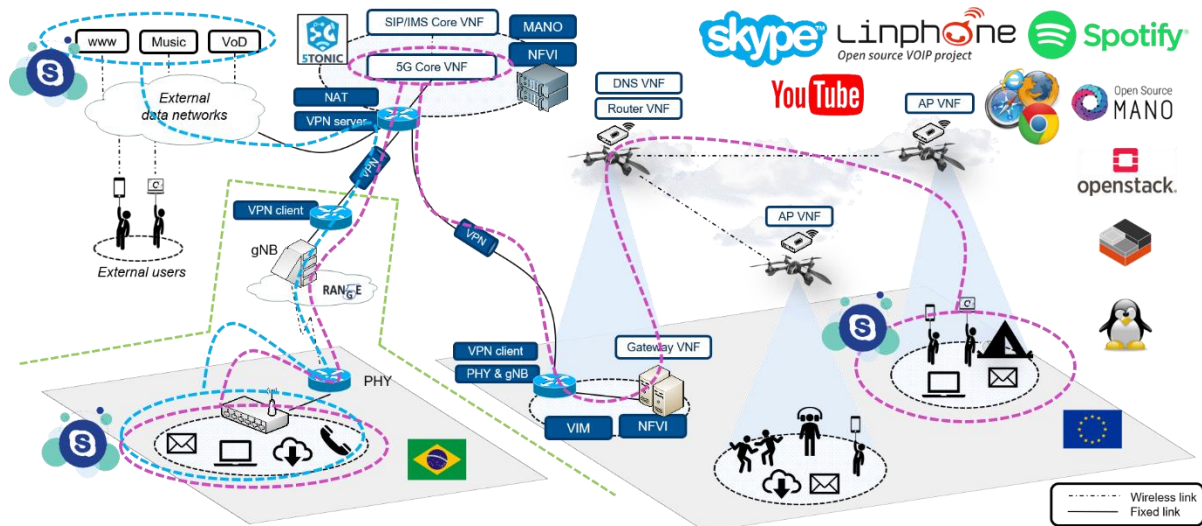 www
Music
VoD
External
data networks
External users
5TONIC
SIP/IMS Core VNF
5G Core VNF
MANO
NFVI
NAT
VPN server
VPN
VPN client
gNB
RANGE
PHY
VPN
VPN client
PHY & gNB
VIM
NFVI
Gateway VNF
DNS VNF
Router VNF
AP VNF
AP VNF
S
S
S
skype™
Linphone
Open source VOIP project
Spotify®
YouTube
Open Source
MANO
openstack.
Wireless link
Fixed link